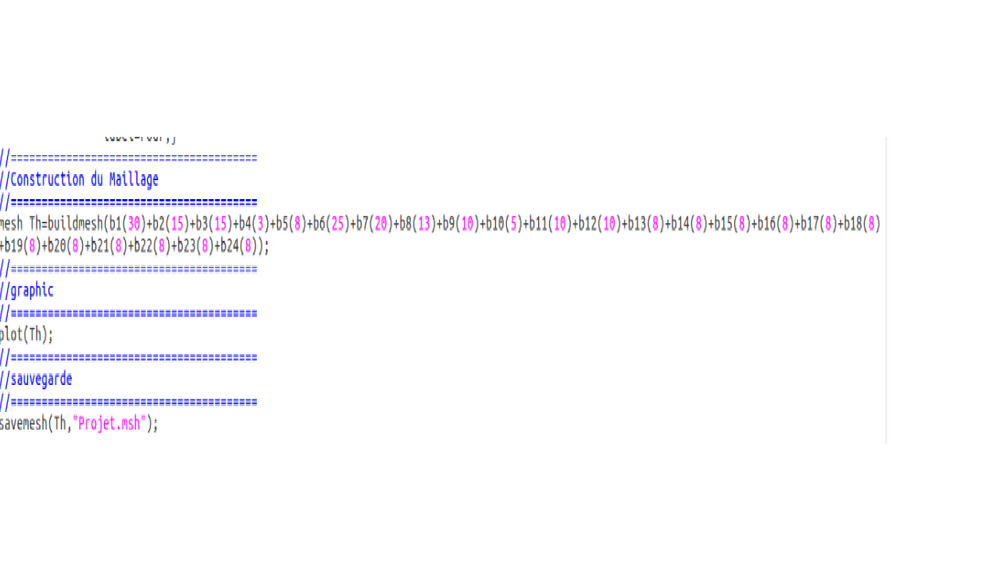 //========================================
//Construction du Maillage
//========================================
mesh Th=buildmesh(b1(30)+b2(15)+b3(15)+b4(3)+b5(8)+b6(25)+b7(20)+b8(13)+b9(10)+b10(5)+b11(10)+b12(10)+b13(8)+b14(8)+b15(8)+b16(8)+b17(8)+b18(8)
+b19(8)+b20(8)+b21(8)+b22(8)+b23(8)+b24(8));
//========================================
//graphic
//========================================
plot(Th);
//========================================
//sauvegarde
//========================================
savemesh(Th,"Projet.msh");